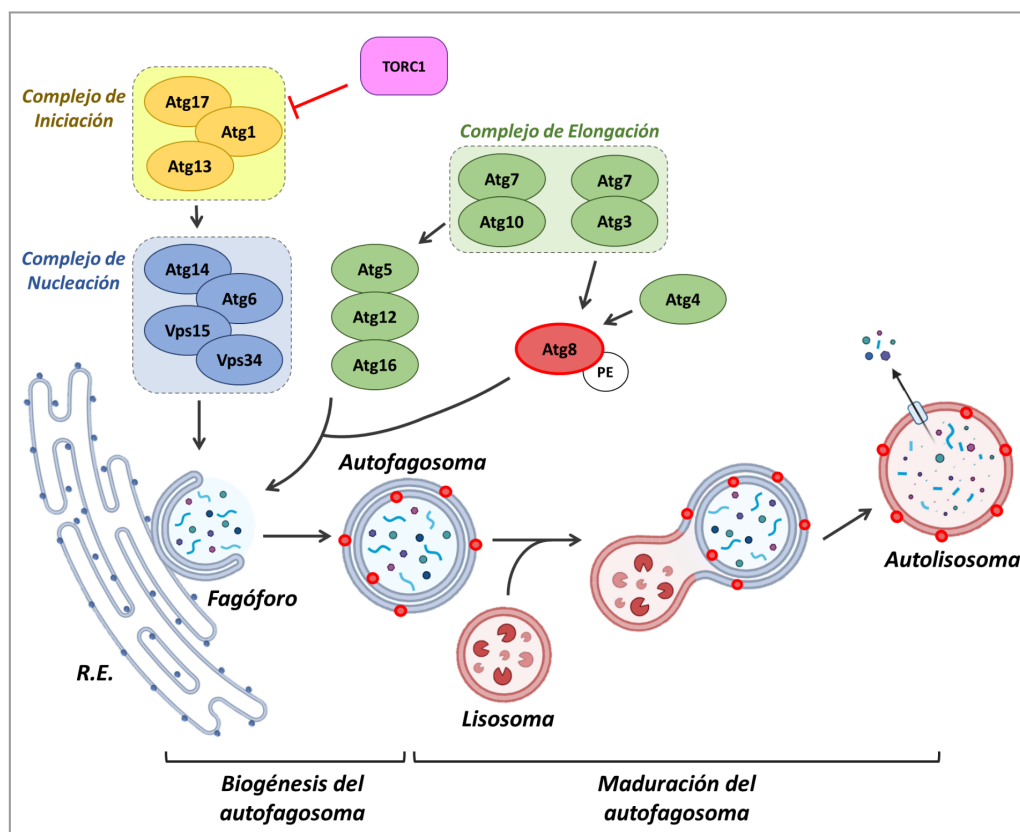 TORC1
Complejo de
Iniciación
Atg17
Atg1
Atg13
Complejo de Elongación
Atg7
Atg10
Atg7
Atg3
Complejo de
Nucleación
Atg14
Atg6
Vps15
Vps34
Atg5
Atg12
Atg16
Atg4
Atg8
PE
Autofagosoma
Fagóforo
R.E.
Lisosoma
Autolisosoma
Biogénesis del
autofagosoma
Maduración del
autofagosoma